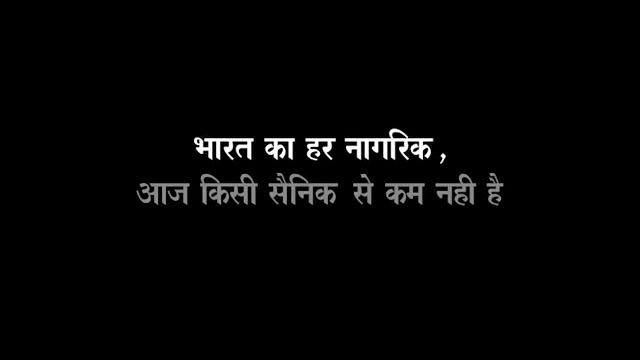 भारत का हर नागरिक,
आज किसी सैनिक से कम नही है